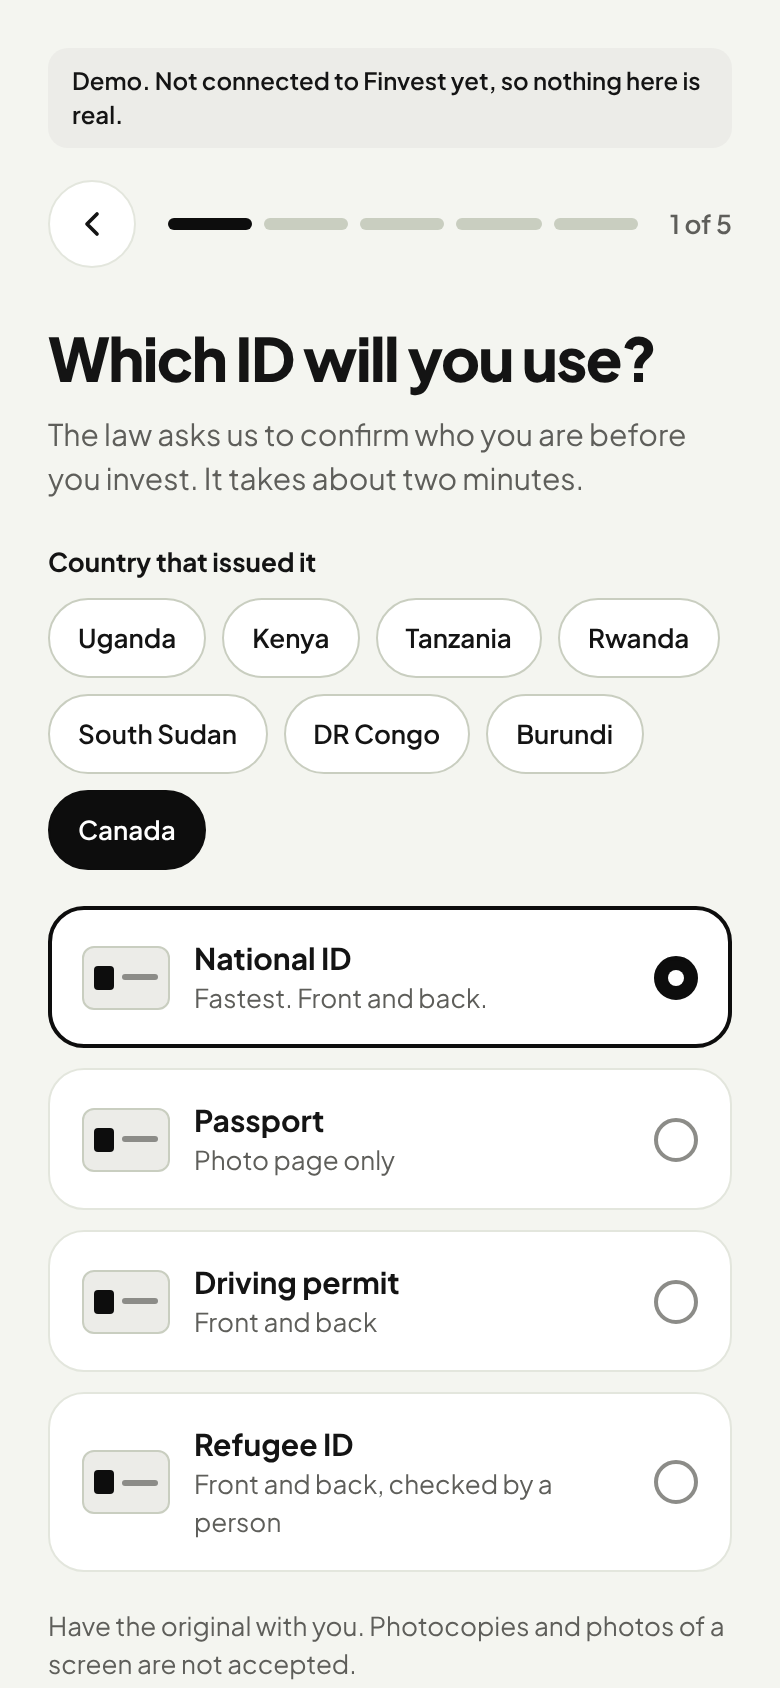 Demo. Not connected to Finvest yet, so nothing here is
real.
1 of 5
Which ID will you use?
The law asks us to confirm who you are before
you invest. It takes about two minutes.
Country that issued it
Uganda
Kenya
Tanzania
Rwanda
South Sudan
DR Congo
Burundi
Canada
National ID
Fastest. Front and back.
Passport
Photo page only
Driving permit
Front and back
Refugee ID
Front and back, checked by a
person
Have the original with you. Photocopies and photos of a
screen are not accepted.